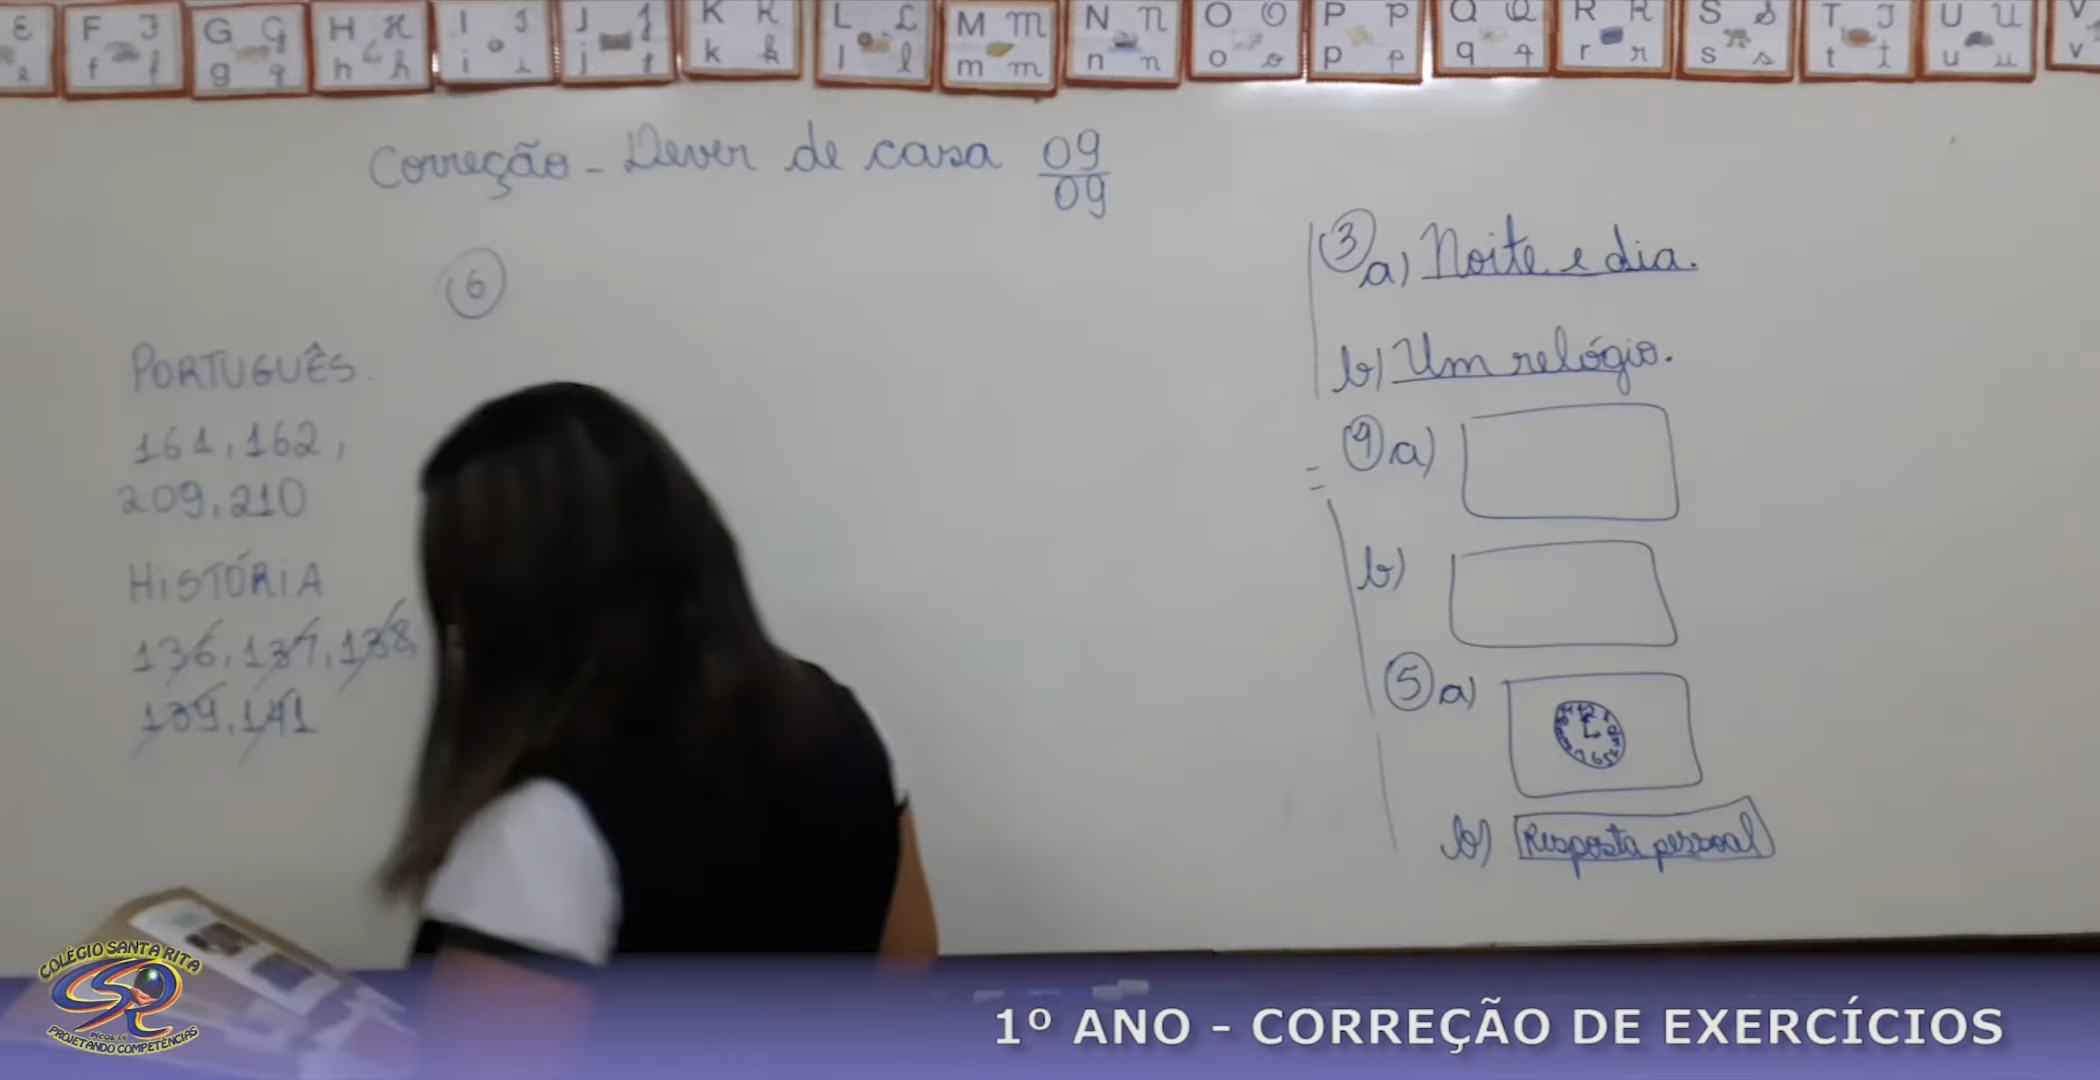 E
F F G G H H I I J J K K L L M M N N O O P P Q Q R R S S T T U U V
e f f g g h h i i j j k k l l m m n n o o p p q q r r s s t t u u v
Correção - Dever de casa 09/09
6
PORTUGUÊS.
161, 162,
209, 210
HISTÓRIA
136, 137, 138,
139, 141
3 a) Noite e dia.
b) Um relógio.
4 a)
b)
5 a)
b) Resposta pessoal
COLÉGIO SANTA RITA
PROJETANDO COMPETÊNCIAS
1º ANO - CORREÇÃO DE EXERCÍCIOS